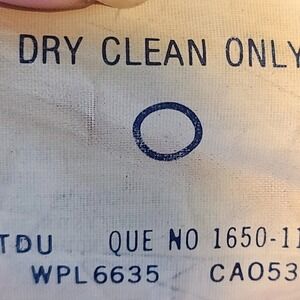 DRY CLEAN ONLY
TDU QUE NO 1650-11
WPL6635 CA053